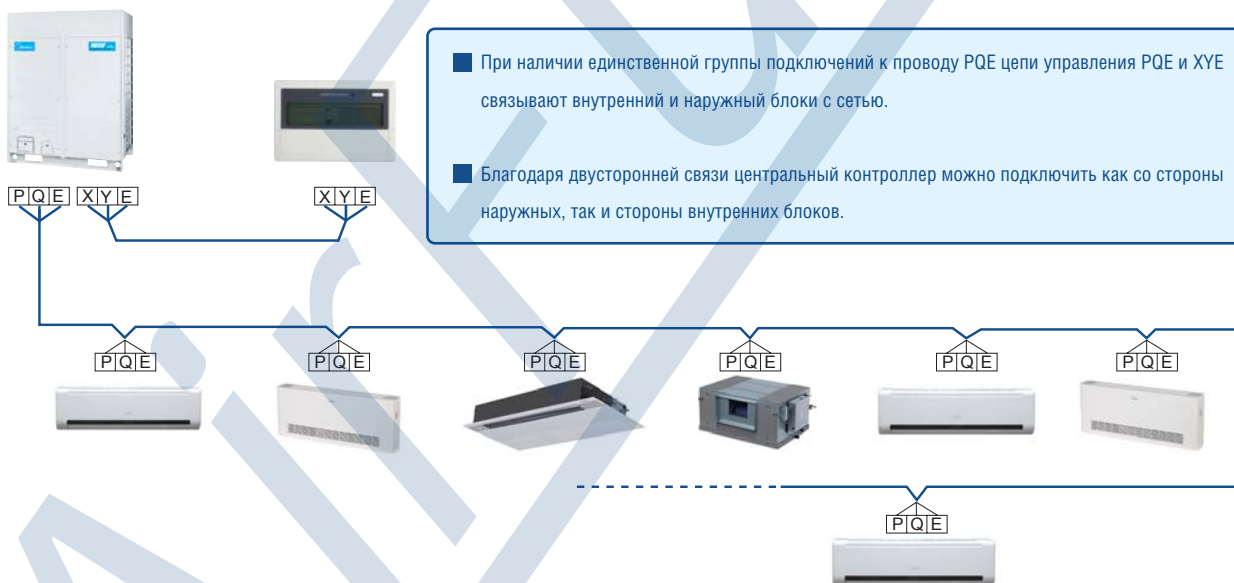 При наличии единственной группы подключений к проводу PQE цепи управления PQE и XYE
связывают внутренний и наружный блоки с сетью.
Благодаря двусторонней связи центральный контроллер можно подключить как со стороны
наружных, так и стороны внутренних блоков.
P Q E X Y E X Y E
P Q E P Q E P Q E P Q E P Q E P Q E
P Q E